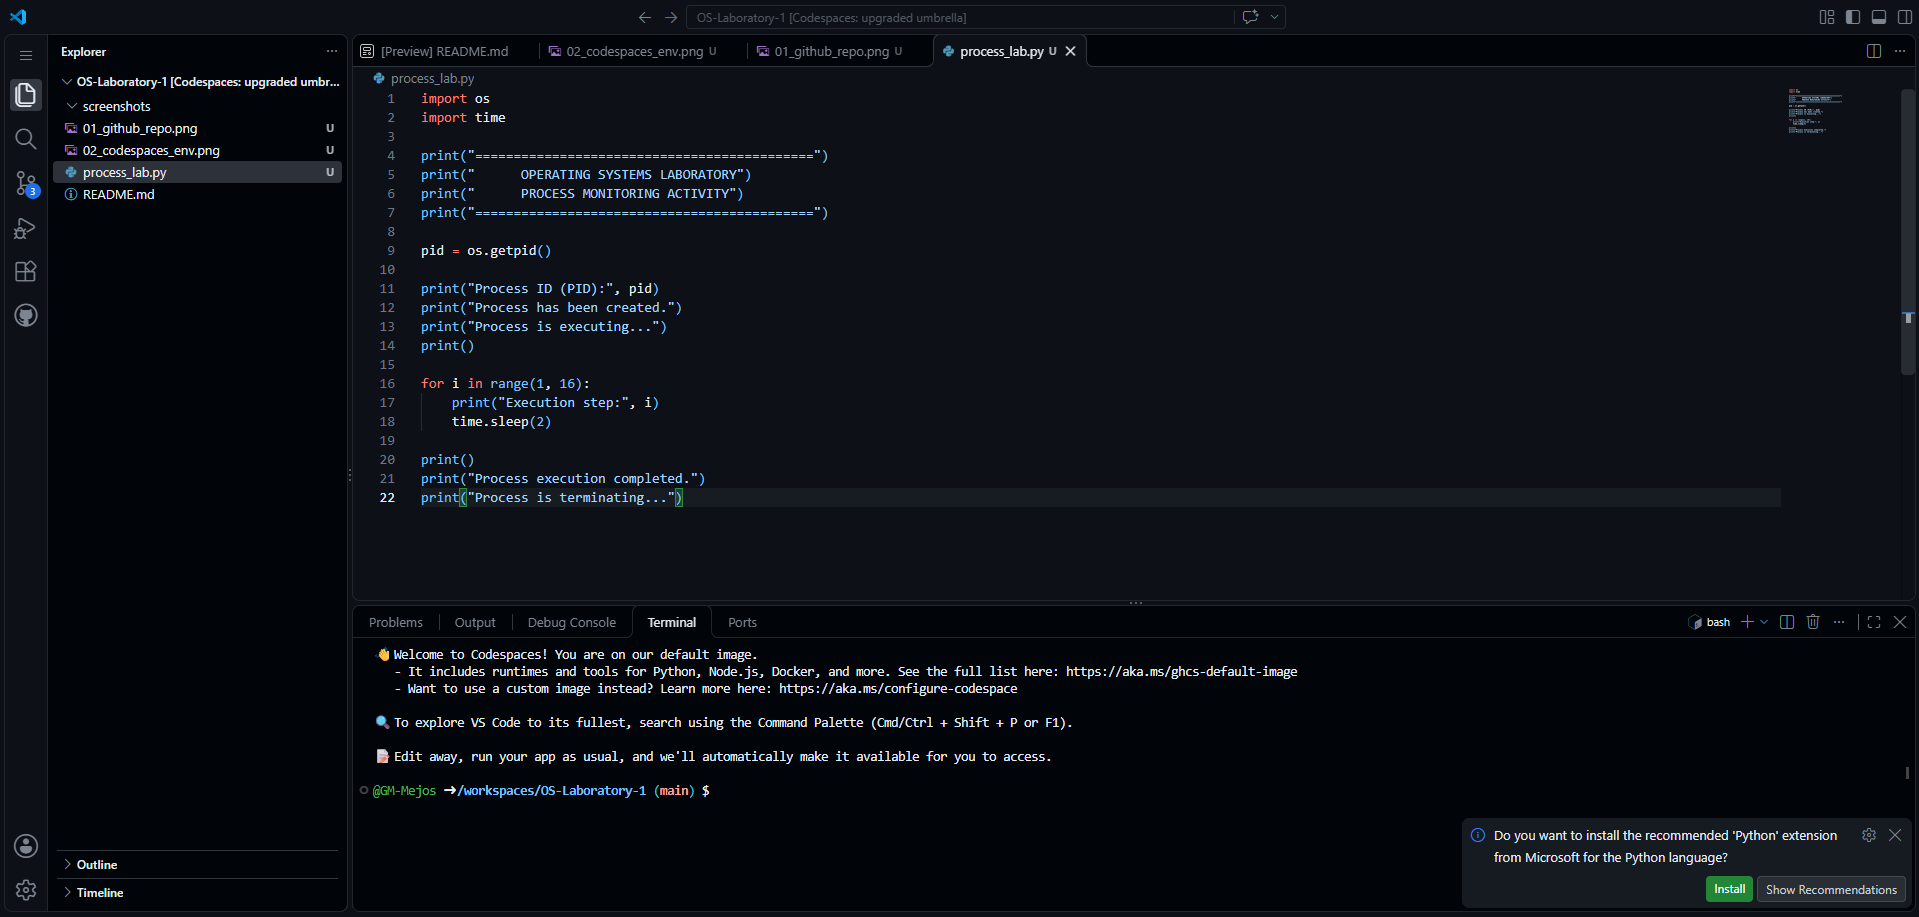 OS-Laboratory-1 [Codespaces: upgraded umbrella]
Explorer
OS-Laboratory-1 [Codespaces: upgraded umbr...
screenshots
01_github_repo.png U
02_codespaces_env.png U
process_lab.py U
README.md
3
Outline
Timeline
[Preview] README.md
02_codespaces_env.png U
01_github_repo.png U
process_lab.py U
process_lab.py
1 import os
2 import time
3
4 print("============================================")
5 print("      OPERATING SYSTEMS LABORATORY")
6 print("      PROCESS MONITORING ACTIVITY")
7 print("============================================")
8
9 pid = os.getpid()
10
11 print("Process ID (PID):", pid)
12 print("Process has been created.")
13 print("Process is executing...")
14 print()
15
16 for i in range(1, 16):
17     print("Execution step:", i)
18     time.sleep(2)
19
20 print()
21 print("Process execution completed.")
22 print("Process is terminating...")
Problems Output Debug Console Terminal Ports
bash
👋 Welcome to Codespaces! You are on our default image.
- It includes runtimes and tools for Python, Node.js, Docker, and more. See the full list here: https://aka.ms/ghcs-default-image
- Want to use a custom image instead? Learn more here: https://aka.ms/configure-codespace
🔍 To explore VS Code to its fullest, search using the Command Palette (Cmd/Ctrl + Shift + P or F1).
📝 Edit away, run your app as usual, and we'll automatically make it available for you to access.
@GM-Mejos ➜/workspaces/OS-Laboratory-1 (main) $
Do you want to install the recommended 'Python' extension
from Microsoft for the Python language?
Install
Show Recommendations